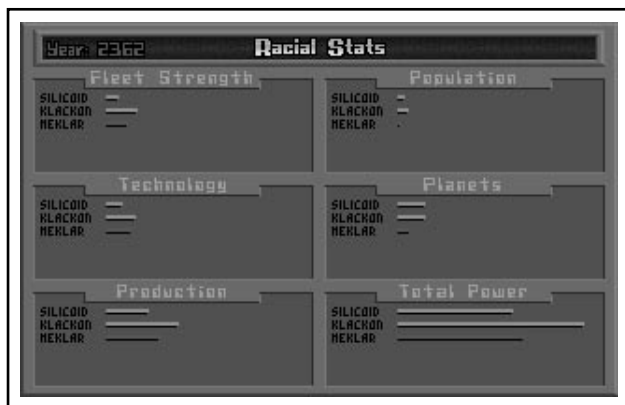 Year: 2362
Racial Stats
Fleet Strength
SILICOID
KLACKON
MEKLAR
Population
SILICOID
KLACKON
MEKLAR
Technology
SILICOID
KLACKON
MEKLAR
Planets
SILICOID
KLACKON
MEKLAR
Production
SILICOID
KLACKON
MEKLAR
Total Power
SILICOID
KLACKON
MEKLAR